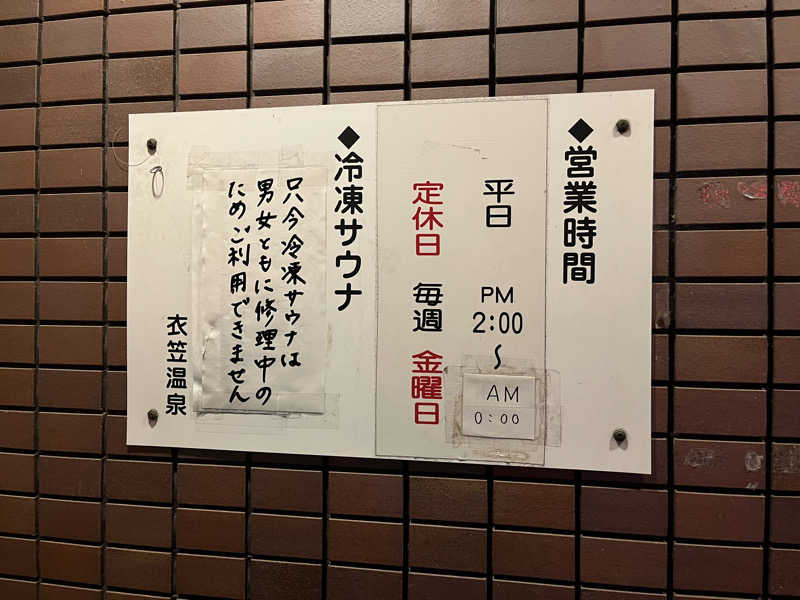 ◆営業時間
平日 PM 2:00 〜 AM 0:00
定休日 毎週 金曜日
◆冷凍サウナ
只今冷凍サウナは
男女ともに修理中の
ためご利用できません
衣笠温泉